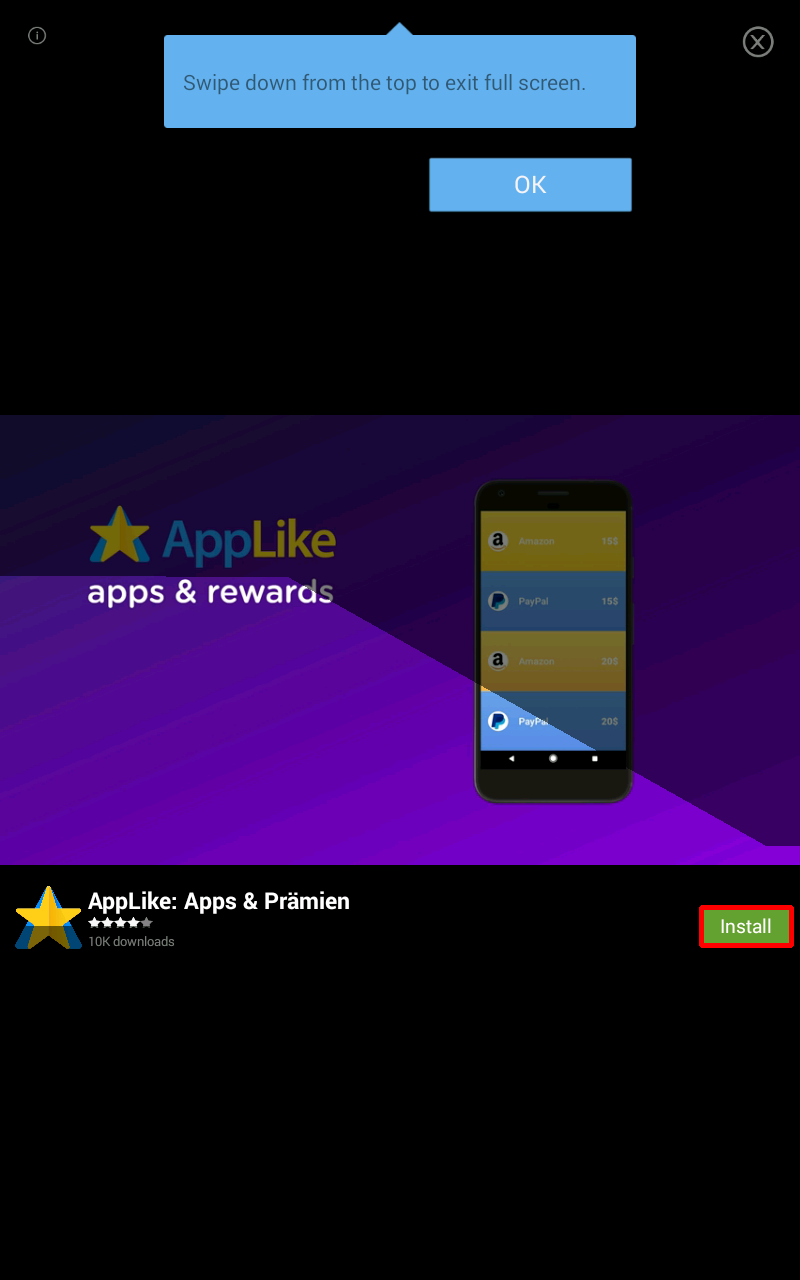 Swipe down from the top to exit full screen.
OK
AppLike
apps & rewards
a Amazon 15$
PayPal 15$
a Amazon 20$
PayPal 20$
AppLike: Apps & Prämien
10K downloads
Install